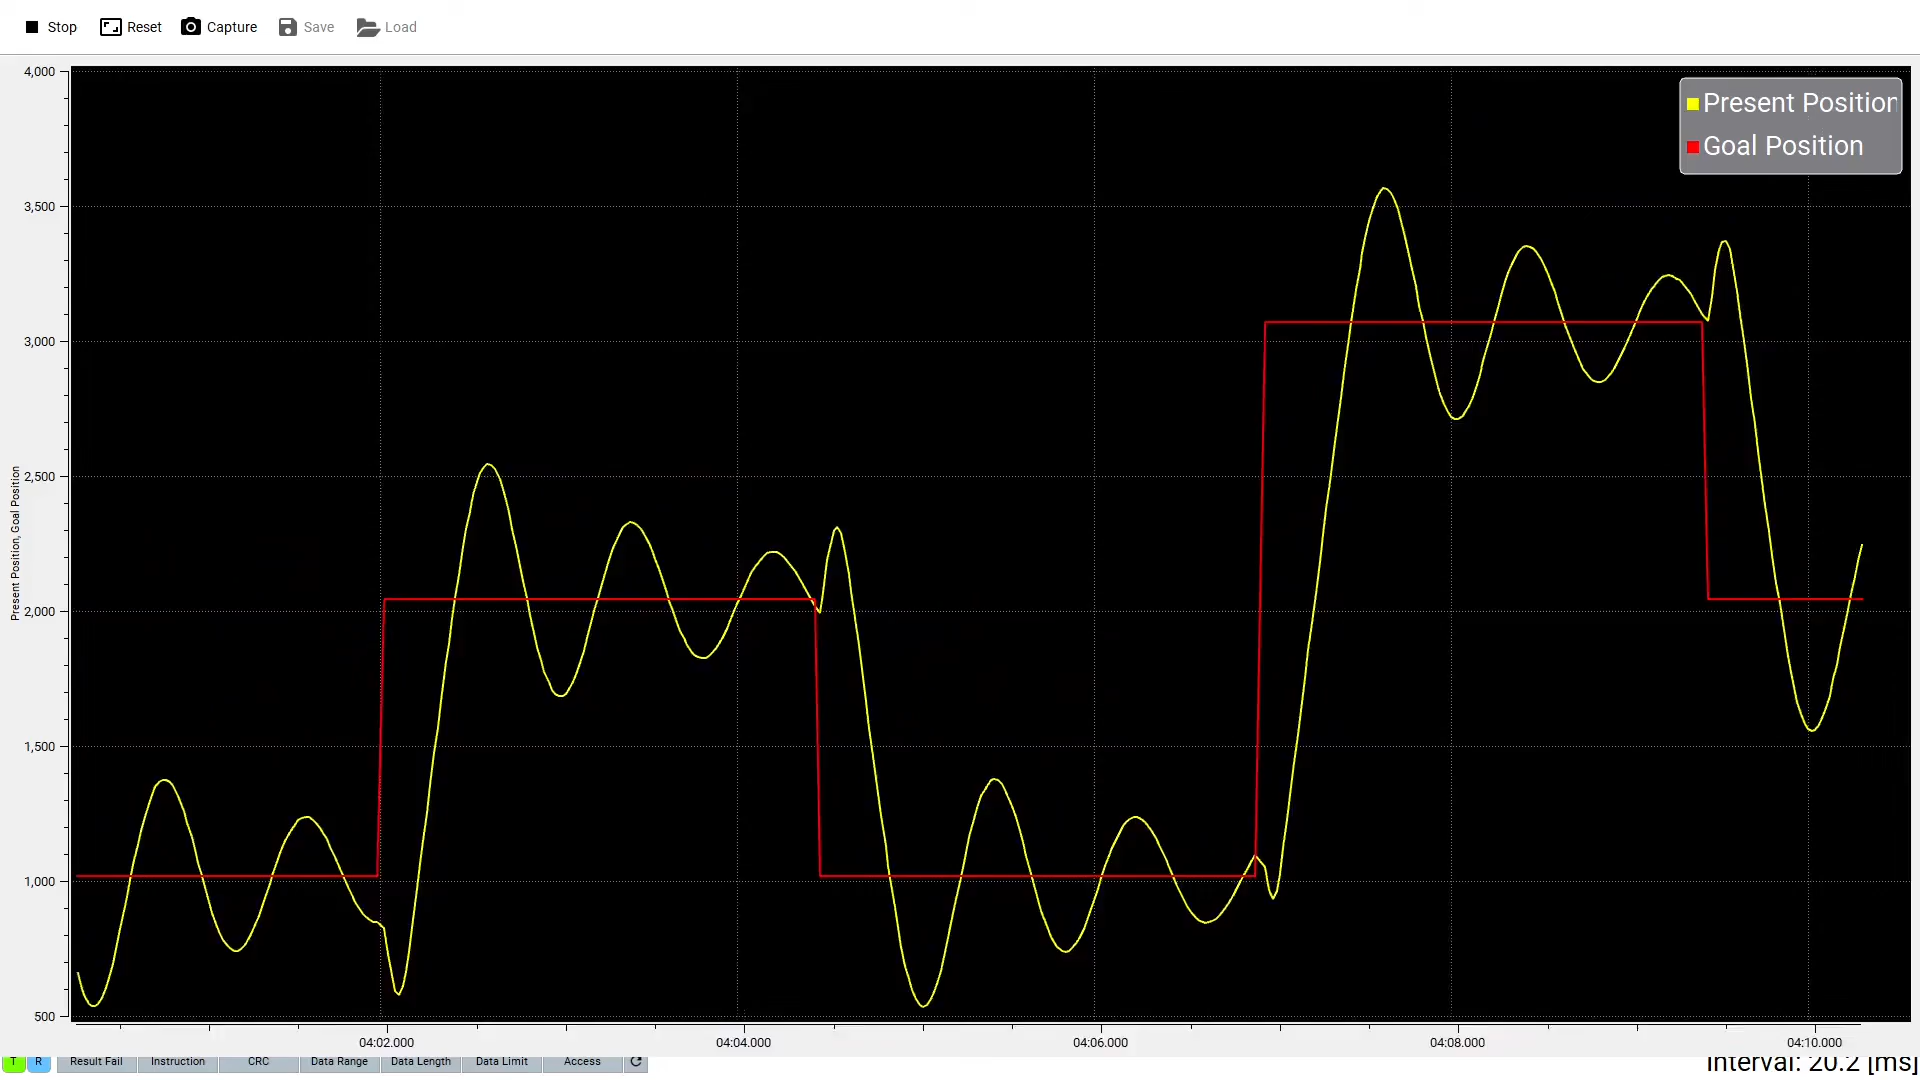 Stop Reset Capture Save Load
4,000
Present Position
Goal Position
3,500
3,000
2,500
2,000
1,500
1,000
500
Present Position, Goal Position
04:02.000 04:04.000 04:06.000 04:08.000 04:10.000
T R Result Fail Instruction CRC Data Range Data Length Data Limit Access
Interval: 20.2 [ms]